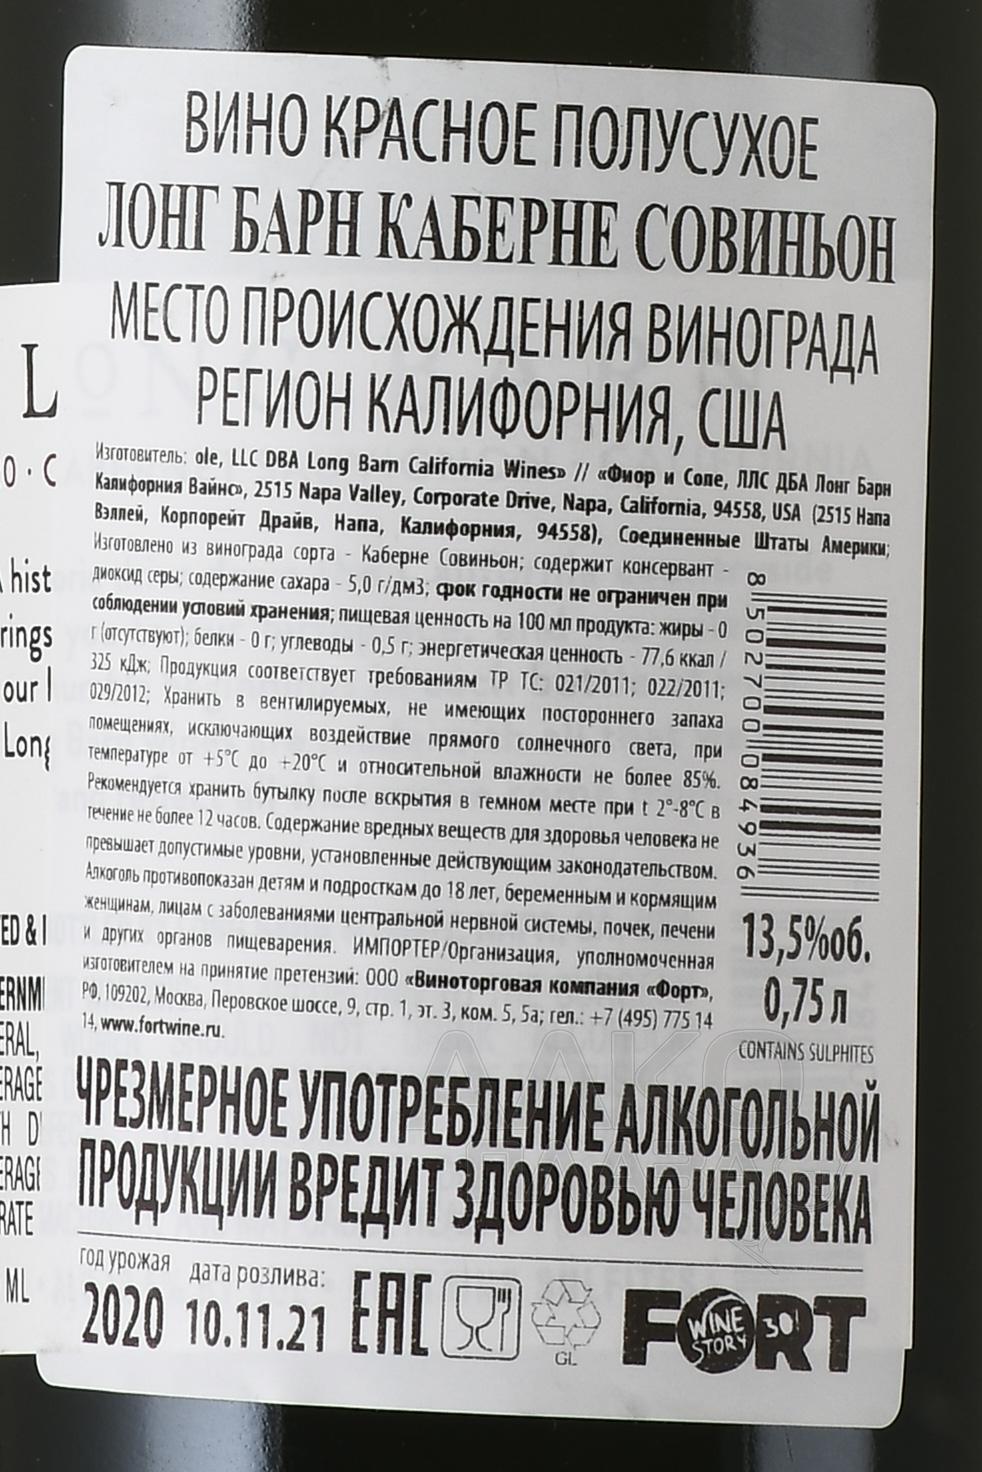 ВИНО КРАСНОЕ ПОЛУСУХОЕ
ЛОНГ БАРН КАБЕРНЕ СОВИНЬОН
МЕСТО ПРОИСХОЖДЕНИЯ ВИНОГРАДА
РЕГИОН КАЛИФОРНИЯ, США
Изготовитель: ole, LLC DBA Long Barn California Wines» // «Фиор и Соле, ЛЛС ДБА Лонг Барн
Калифорния Вайнс», 2515 Napa Valley, Corporate Drive, Napa, California, 94558, USA (2515 Напа
Вэллей, Корпорейт Драйв, Напа, Калифорния, 94558), Соединенные Штаты Америки;
Изготовлено из винограда сорта - Каберне Совиньон; содержит консервант -
диоксид серы; содержание сахара - 5,0 г/дм3; срок годности не ограничен при
соблюдении условий хранения; пищевая ценность на 100 мл продукта: жиры - 0
г (отсутствуют); белки - 0 г; углеводы - 0,5 г; энергетическая ценность - 77,6 ккал /
325 кДж; Продукция соответствует требованиям ТР ТС: 021/2011; 022/2011;
029/2012; Хранить в вентилируемых, не имеющих постороннего запаха
помещениях, исключающих воздействие прямого солнечного света, при
температуре от +5°С до +20°С и относительной влажности не более 85%.
Рекомендуется хранить бутылку после вскрытия в темном месте при t 2°-8°С в
течение не более 12 часов. Содержание вредных веществ для здоровья человека не
превышает допустимые уровни, установленные действующим законодательством.
Алкоголь противопоказан детям и подросткам до 18 лет, беременным и кормящим
женщинам, лицам с заболеваниями центральной нервной системы, почек, печени
и других органов пищеварения. ИМПОРТЕР/Организация, уполномоченная
изготовителем на принятие претензий: ООО «Виноторговая компания «Форт»,
РФ, 109202, Москва, Перовское шоссе, 9, стр. 1, эт. 3, ком. 5, 5а; тел.: +7 (495) 775 14
14, www.fortwine.ru.
8 50270 00 84936
13,5%об.
0,75 л
CONTAINS SULPHITES
ЧРЕЗМЕРНОЕ УПОТРЕБЛЕНИЕ АЛКОГОЛЬНОЙ
ПРОДУКЦИИ ВРЕДИТ ЗДОРОВЬЮ ЧЕЛОВЕКА
год урожая
2020
дата розлива:
10.11.21
ЕАС
GL
FORT
WINE
STORY
30!
L
hist
rings
our
Long
ED &
ML